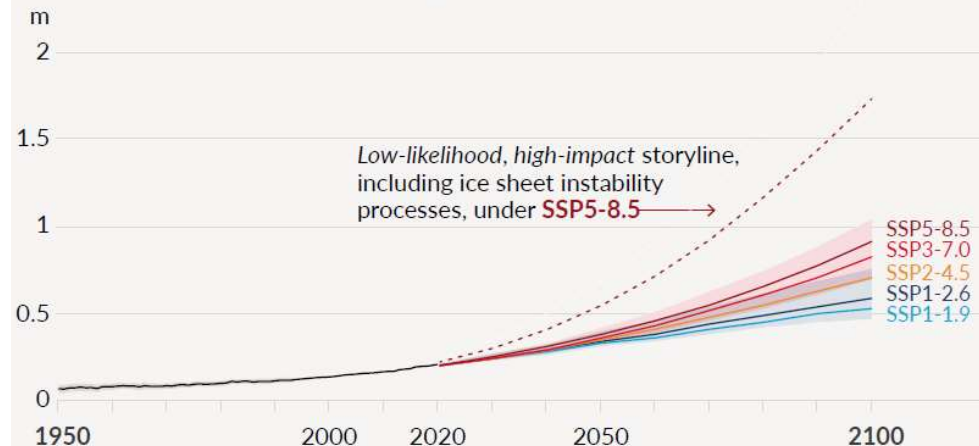 m
2
1.5
Low-likelihood, high-impact storyline,
including ice sheet instability
processes, under SSP5-8.5
1
SSP5-8.5
SSP3-7.0
SSP2-4.5
SSP1-2.6
SSP1-1.9
0.5
0
1950 2000 2020 2050 2100